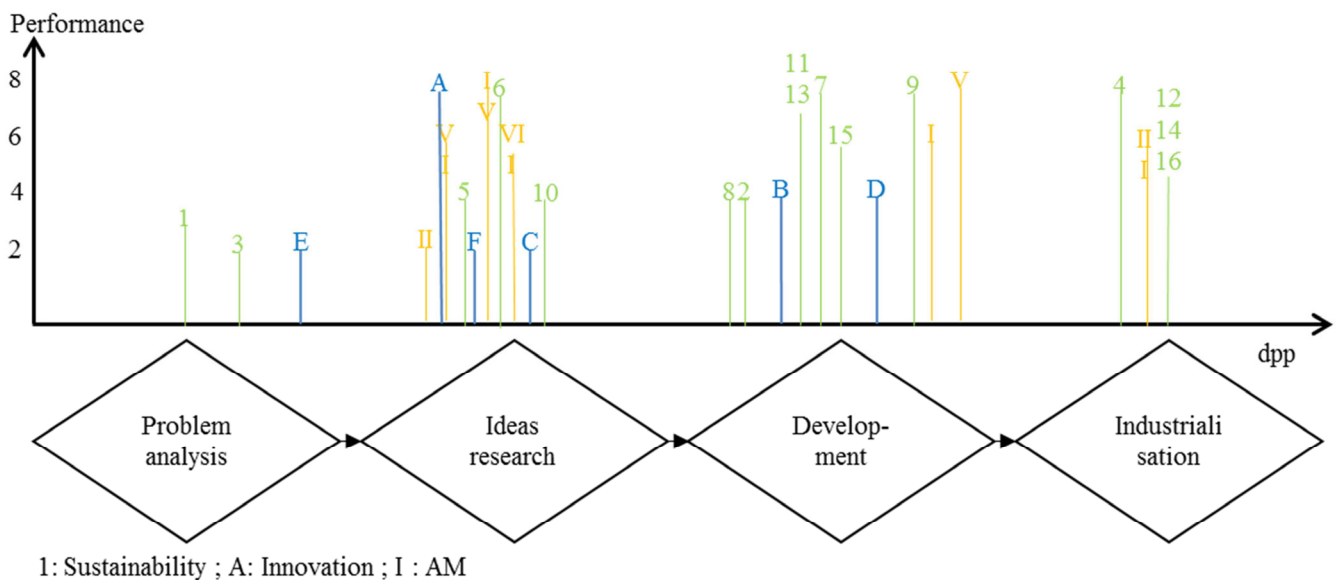 Performance
8
6
4
2
1
3
E
II
A
V
I
5
F
I
V
6
VI
I
C
10
8
2
B
11
13
7
15
D
9
I
V
4
II
I
12
14
16
dpp
Problem
analysis
Ideas
research
Develop-
ment
Industriali
sation
1: Sustainability ; A: Innovation ; I : AM